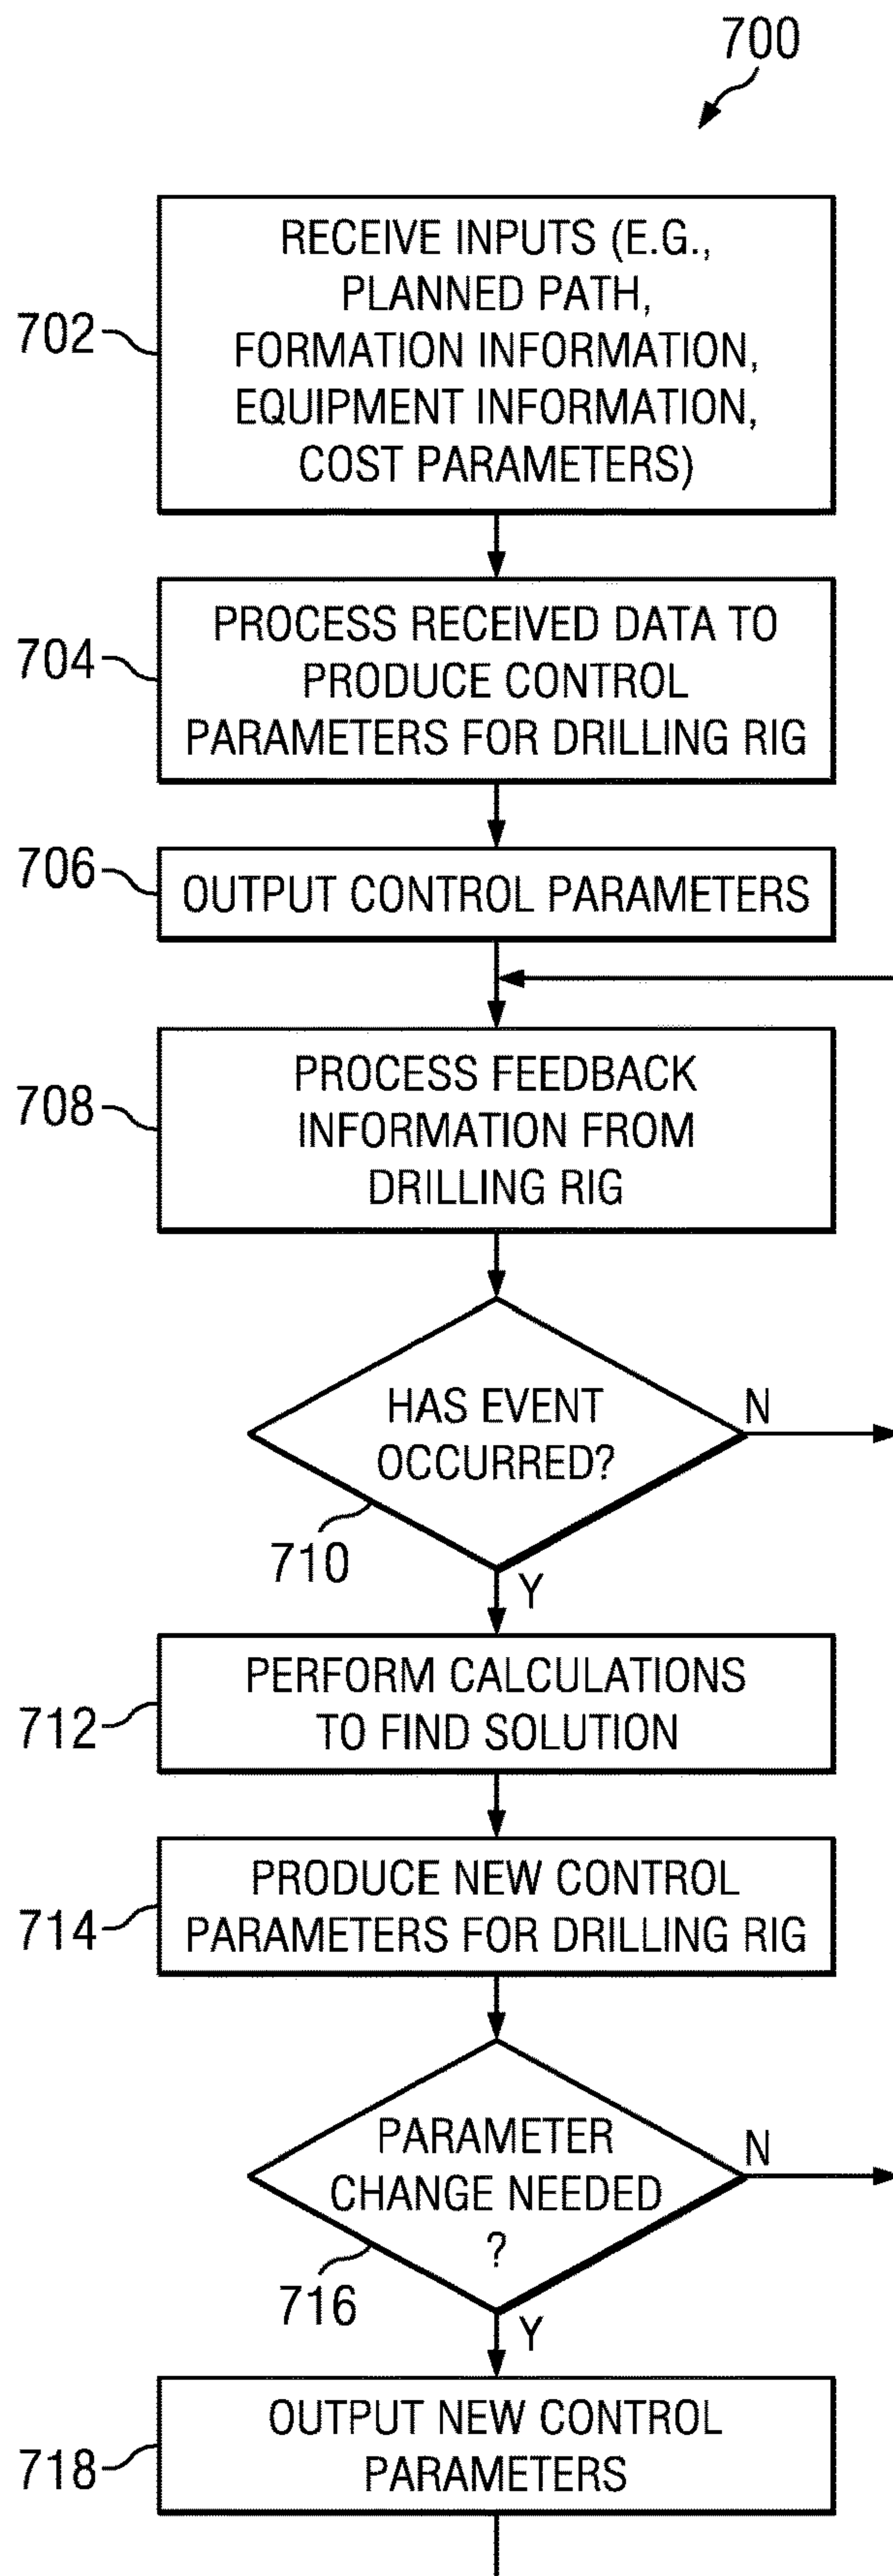 700
702
RECEIVE INPUTS (E.G.,
PLANNED PATH,
FORMATION INFORMATION,
EQUIPMENT INFORMATION,
COST PARAMETERS)
704
PROCESS RECEIVED DATA TO
PRODUCE CONTROL
PARAMETERS FOR DRILLING RIG
706
OUTPUT CONTROL PARAMETERS
708
PROCESS FEEDBACK
INFORMATION FROM
DRILLING RIG
HAS EVENT
OCCURRED?
N
710
Y
712
PERFORM CALCULATIONS
TO FIND SOLUTION
714
PRODUCE NEW CONTROL
PARAMETERS FOR DRILLING RIG
PARAMETER
CHANGE NEEDED
?
N
716
Y
718
OUTPUT NEW CONTROL
PARAMETERS